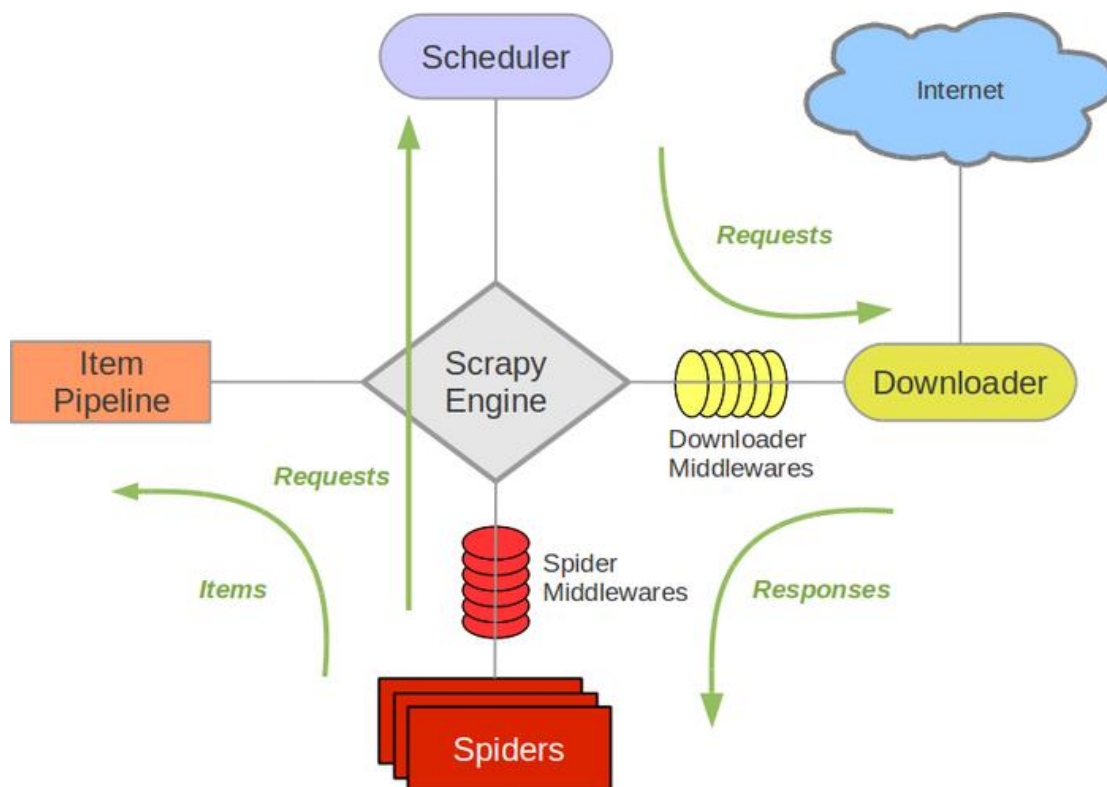 Scheduler
Internet
Requests
Scrapy
Engine
Item
Pipeline
Downloader
Downloader
Middlewares
Requests
Items
Spider
Middlewares
Responses
Spiders